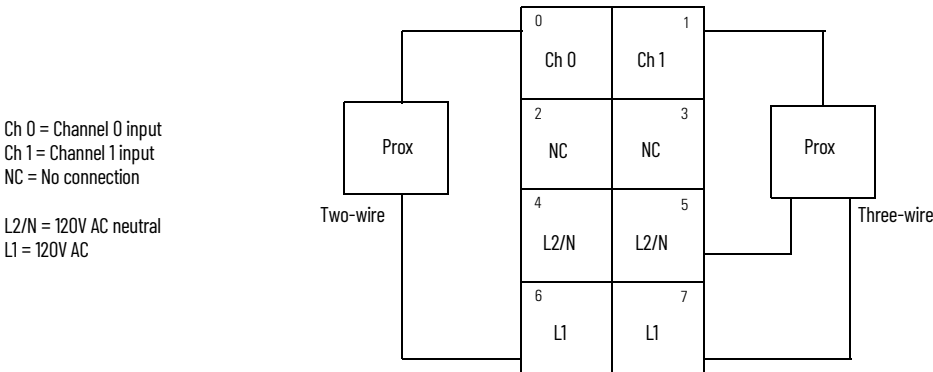 0
1
Ch 0
Ch 1
Ch 0 = Channel 0 input
Ch 1 = Channel 1 input
NC = No connection
2
3
Prox
NC
NC
Prox
L2/N = 120V AC neutral
L1 = 120V AC
Two-wire
4
5
Three-wire
L2/N
L2/N
6
7
L1
L1